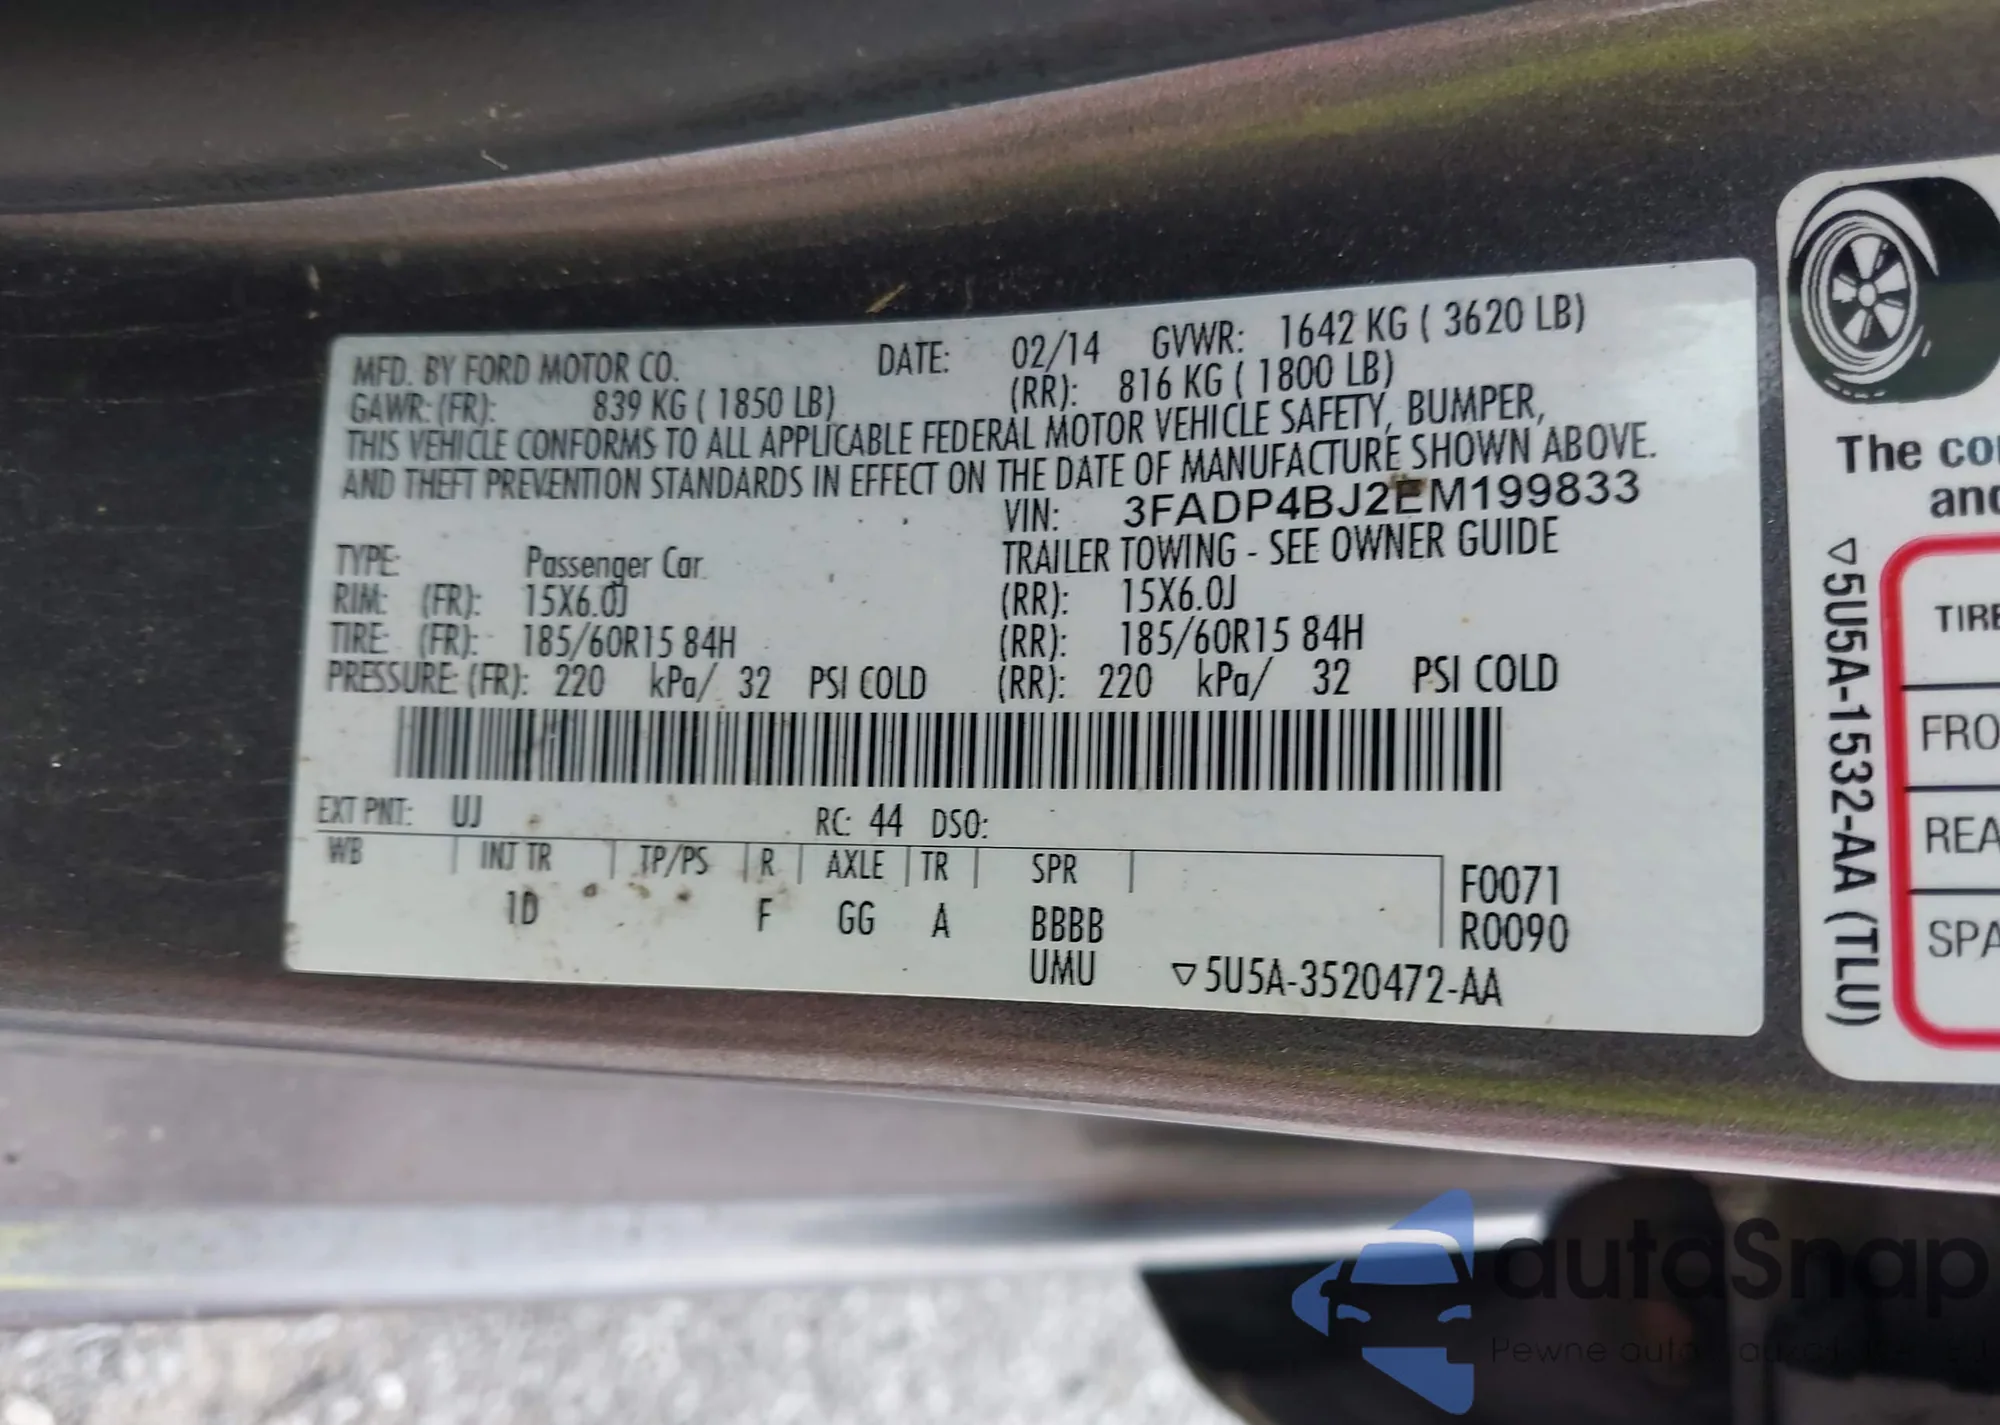 MFD. BY FORD MOTOR CO. DATE: 02/14 GVWR: 1642 KG ( 3620 LB)
GAWR: (FR): 839 KG ( 1850 LB) (RR): 816 KG ( 1800 LB)
THIS VEHICLE CONFORMS TO ALL APPLICABLE FEDERAL MOTOR VEHICLE SAFETY, BUMPER,
AND THEFT PREVENTION STANDARDS IN EFFECT ON THE DATE OF MANUFACTURE SHOWN ABOVE.
VIN: 3FADP4BJ2EM199833
TYPE: Passenger Car TRAILER TOWING - SEE OWNER GUIDE
RIM: (FR): 15X6.0J (RR): 15X6.0J
TIRE: (FR): 185/60R15 84H (RR): 185/60R15 84H
PRESSURE: (FR): 220 kPa/ 32 PSI COLD (RR): 220 kPa/ 32 PSI COLD
EXT PNT: UJ RC: 44 DSO:
WB INT TR TP/PS R AXLE TR SPR
1D F GG A BBBB
UMU
F0071
R0090
▽5U5A-3520472-AA
The
and
▽5U5A-1532-AA (TLU)
TIRE
FRO
REA
SPA
autoSnap
Pewne auto